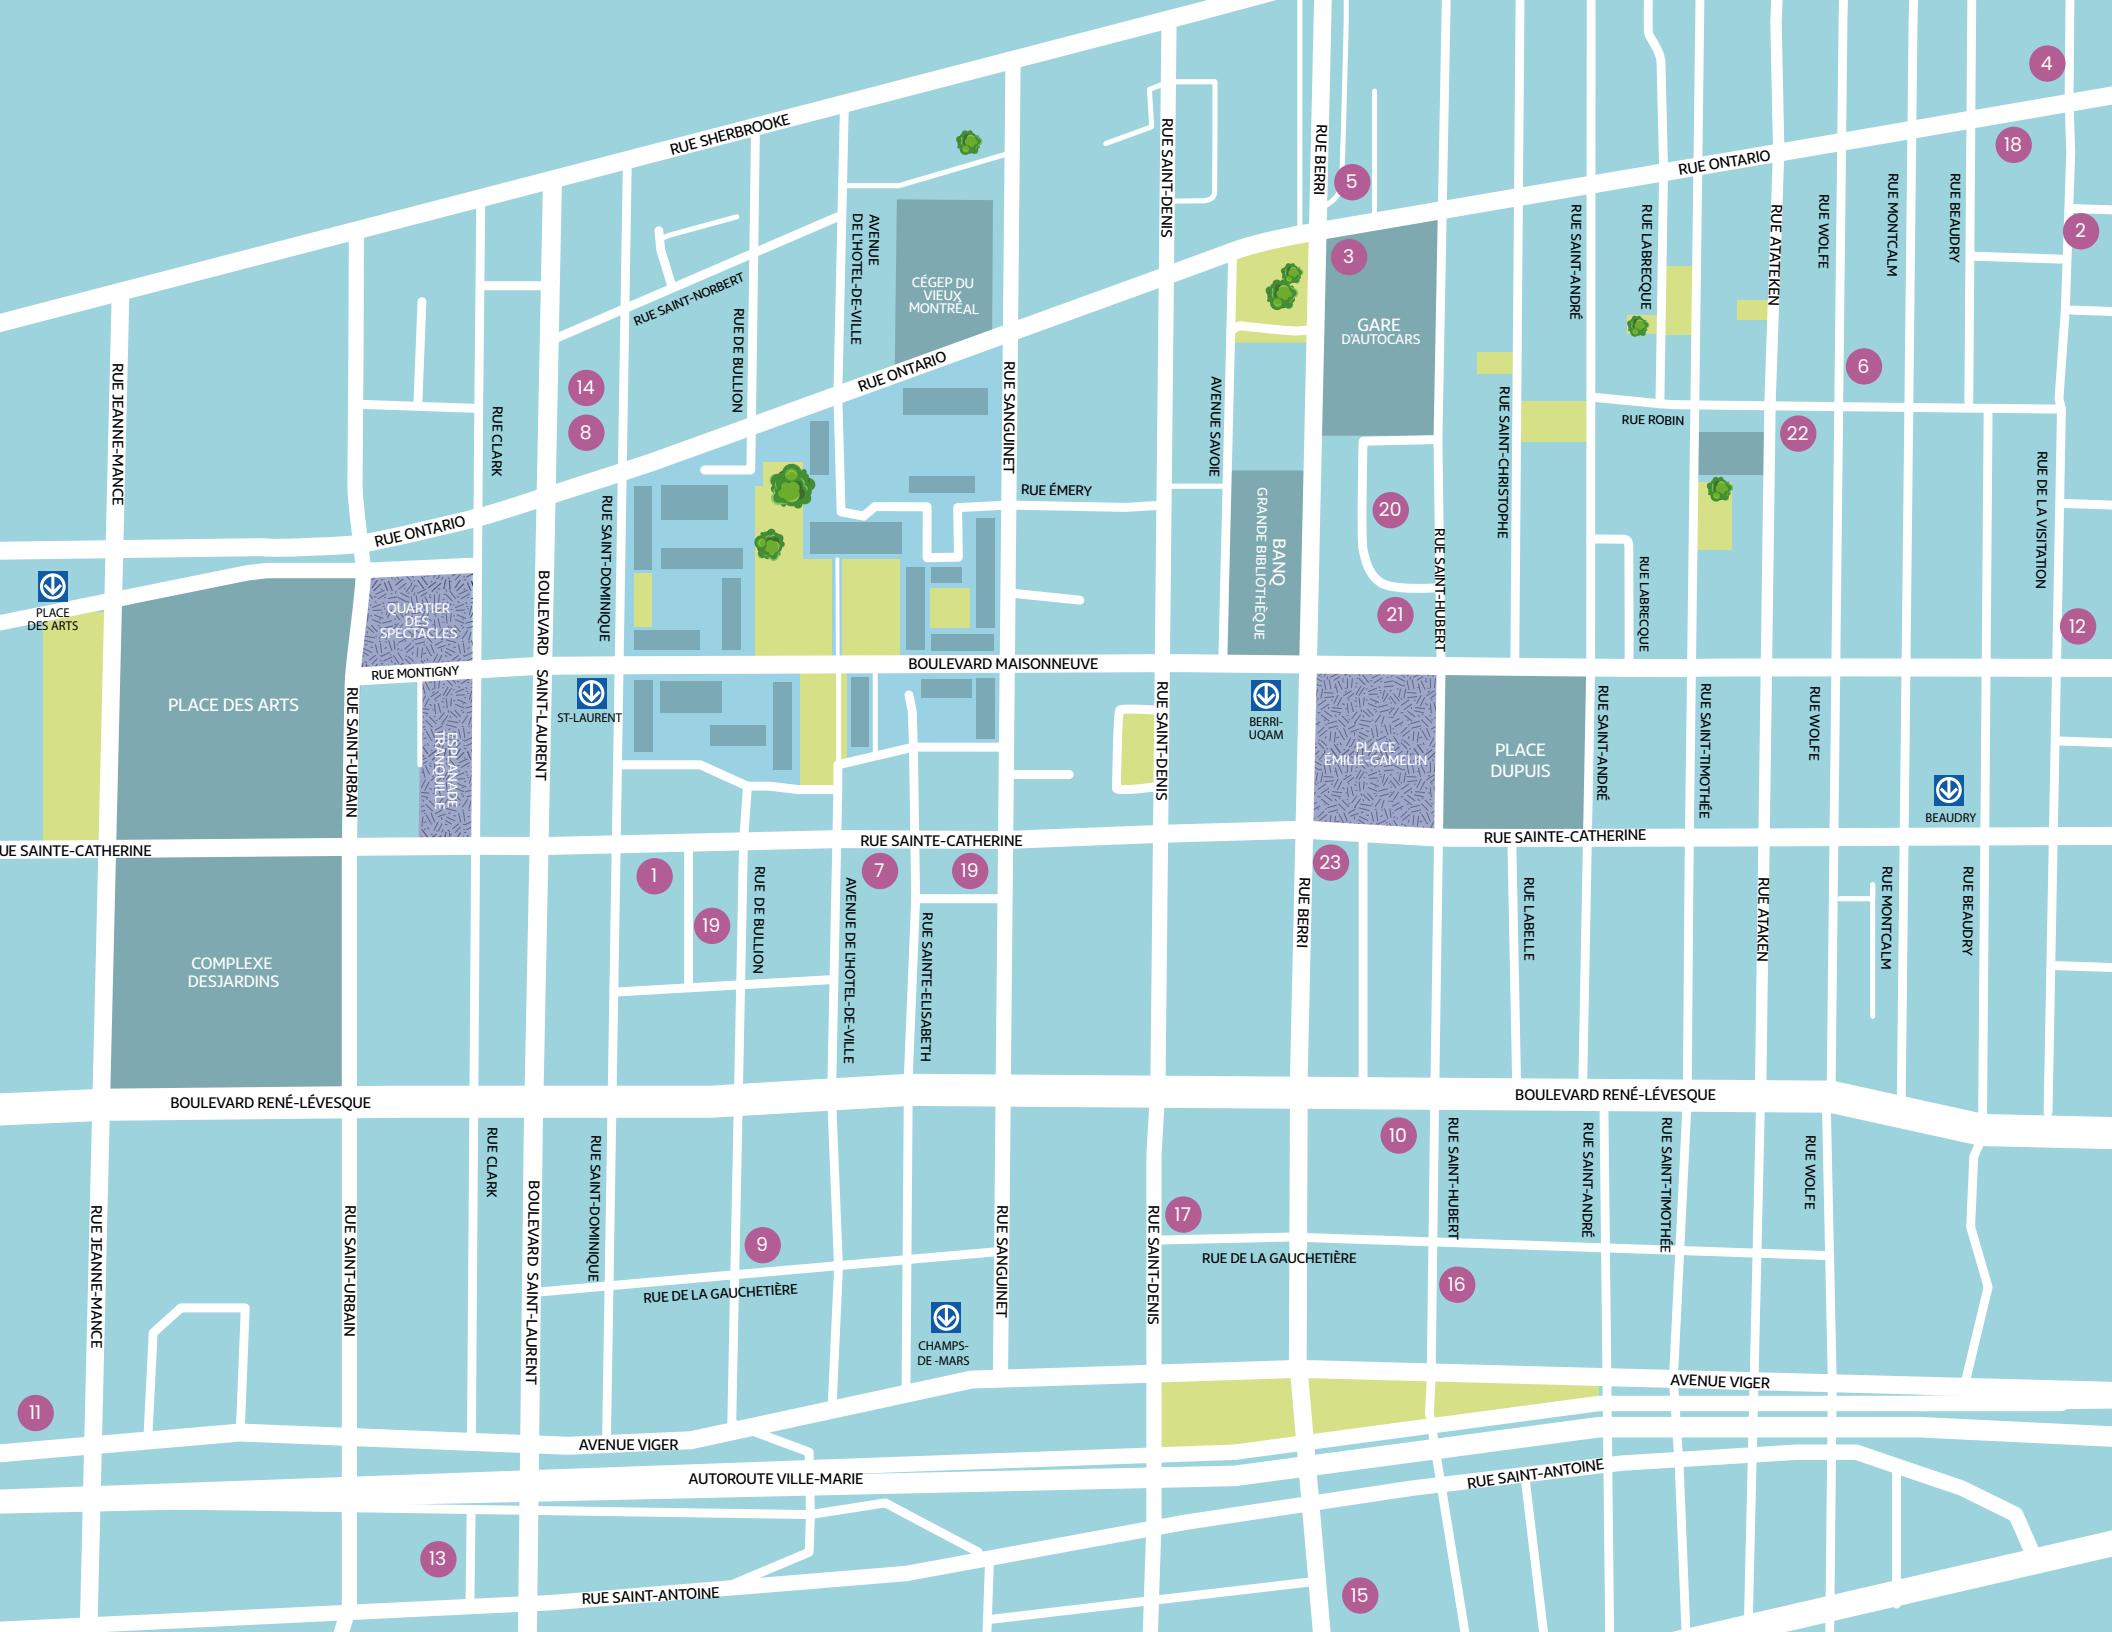 4
RUE SHERBROOKE
RUE SAINT-DENIS
RUE BERRI
18
RUE ONTARIO
5
RUE SAINT-ANDRÉ
RUE LABRECQUE
RUE ATATEKEN
RUE WOLFE
RUE MONTCALM
RUE BEAUDRY
2
AVENUE
DE L'HOTEL-DE-VILLE
CÉGEP DU
VIEUX
MONTRÉAL
3
RUE SAINT-NORBERT
RUE DE BULLION
GARE
D'AUTOCARS
RUE JEANNE-MANCE
RUE CLARK
14
8
RUE ONTARIO
RUE SANGUINET
AVENUE SAVOIE
RUE SAINT-CHRISTOPHE
6
RUE ROBIN
22
RUE DE LA VISITATION
RUE ÉMERY
RUE ONTARIO
RUE SAINT-DOMINIQUE
BANQ
GRANDE BIBLIOTHÈQUE
20
RUE SAINT-HUBERT
RUE LABRECQUE
PLACE
DES ARTS
QUARTIER
DES
SPECTACLES
BOULEVARD SAINT-LAURENT
21
12
RUE MONTIGNY
BOULEVARD MAISONNEUVE
PLACE DES ARTS
RUE SAINT-URBAIN
ESPLANADE
TRANQUILLE
ST-LAURENT
RUE SAINT-DENIS
BERRI-
UQAM
PLACE
ÉMILIE-GAMELIN
PLACE
DUPUIS
RUE SAINT-ANDRÉ
RUE SAINT-TIMOTHÉE
RUE WOLFE
BEAUDRY
UE SAINTE-CATHERINE
RUE SAINTE-CATHERINE
RUE SAINTE-CATHERINE
1
7
19
23
19
RUE DE BULLION
AVENUE DE L'HOTEL-DE-VILLE
RUE SAINTE-ELISABETH
RUE BERRI
RUE LABELLE
RUE ATAKEN
RUE MONTCALM
RUE BEAUDRY
COMPLEXE
DESJARDINS
BOULEVARD RENÉ-LÉVESQUE
BOULEVARD RENÉ-LÉVESQUE
RUE CLARK
RUE SAINT-DOMINIQUE
10
RUE SAINT-HUBERT
RUE SAINT-ANDRÉ
RUE SAINT-TIMOTHÉE
RUE WOLFE
RUE JEANNE-MANCE
RUE SAINT-URBAIN
BOULEVARD SAINT-LAURENT
9
RUE SANGUINET
RUE SAINT-DENIS
17
RUE DE LA GAUCHETIÈRE
RUE DE LA GAUCHETIÈRE
16
CHAMPS-
DE -MARS
AVENUE VIGER
11
AVENUE VIGER
AUTOROUTE VILLE-MARIE
RUE SAINT-ANTOINE
13
RUE SAINT-ANTOINE
15